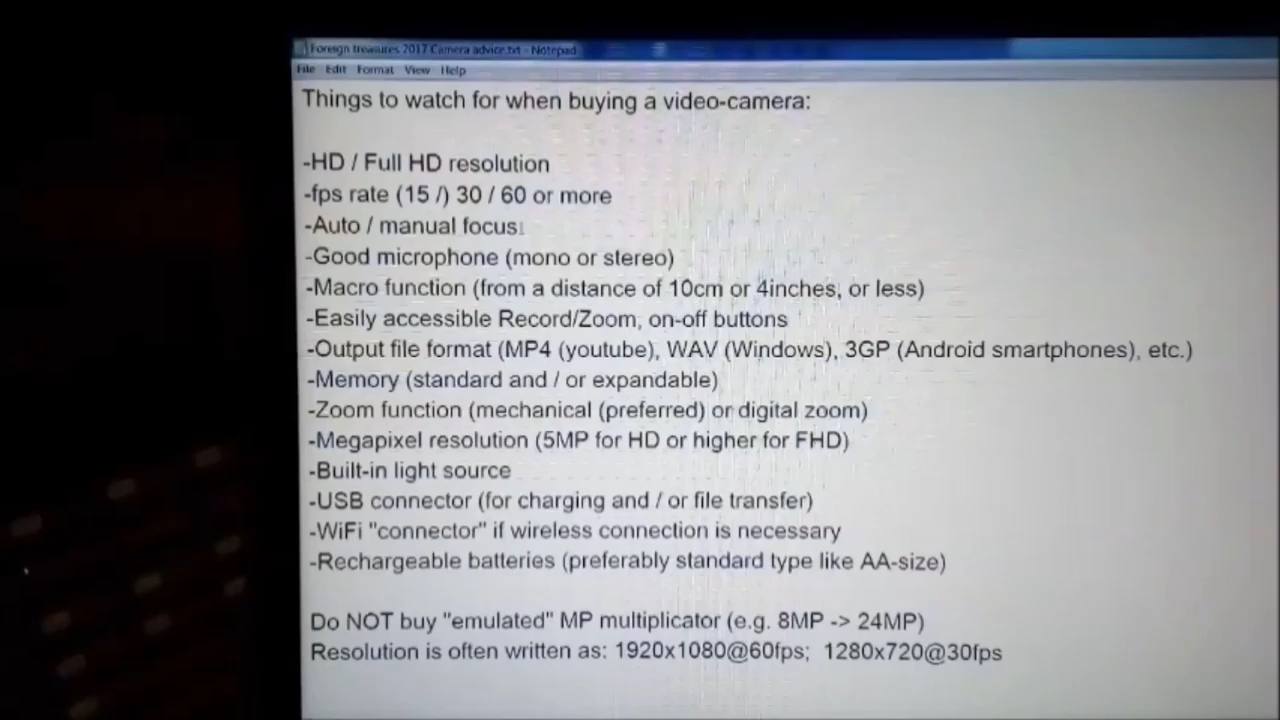 Foreign treasures 2017 Camera advice.txt - Notepad
File Edit Format View Help
Things to watch for when buying a video-camera:
-HD / Full HD resolution
-fps rate (15 /) 30 / 60 or more
-Auto / manual focus
-Good microphone (mono or stereo)
-Macro function (from a distance of 10cm or 4inches, or less)
-Easily accessible Record/Zoom, on-off buttons
-Output file format (MP4 (youtube), WAV (Windows), 3GP (Android smartphones), etc.)
-Memory (standard and / or expandable)
-Zoom function (mechanical (preferred) or digital zoom)
-Megapixel resolution (5MP for HD or higher for FHD)
-Built-in light source
-USB connector (for charging and / or file transfer)
-WiFi "connector" if wireless connection is necessary
-Rechargeable batteries (preferably standard type like AA-size)
Do NOT buy "emulated" MP multiplicator (e.g. 8MP -> 24MP)
Resolution is often written as: 1920x1080@60fps;  1280x720@30fps